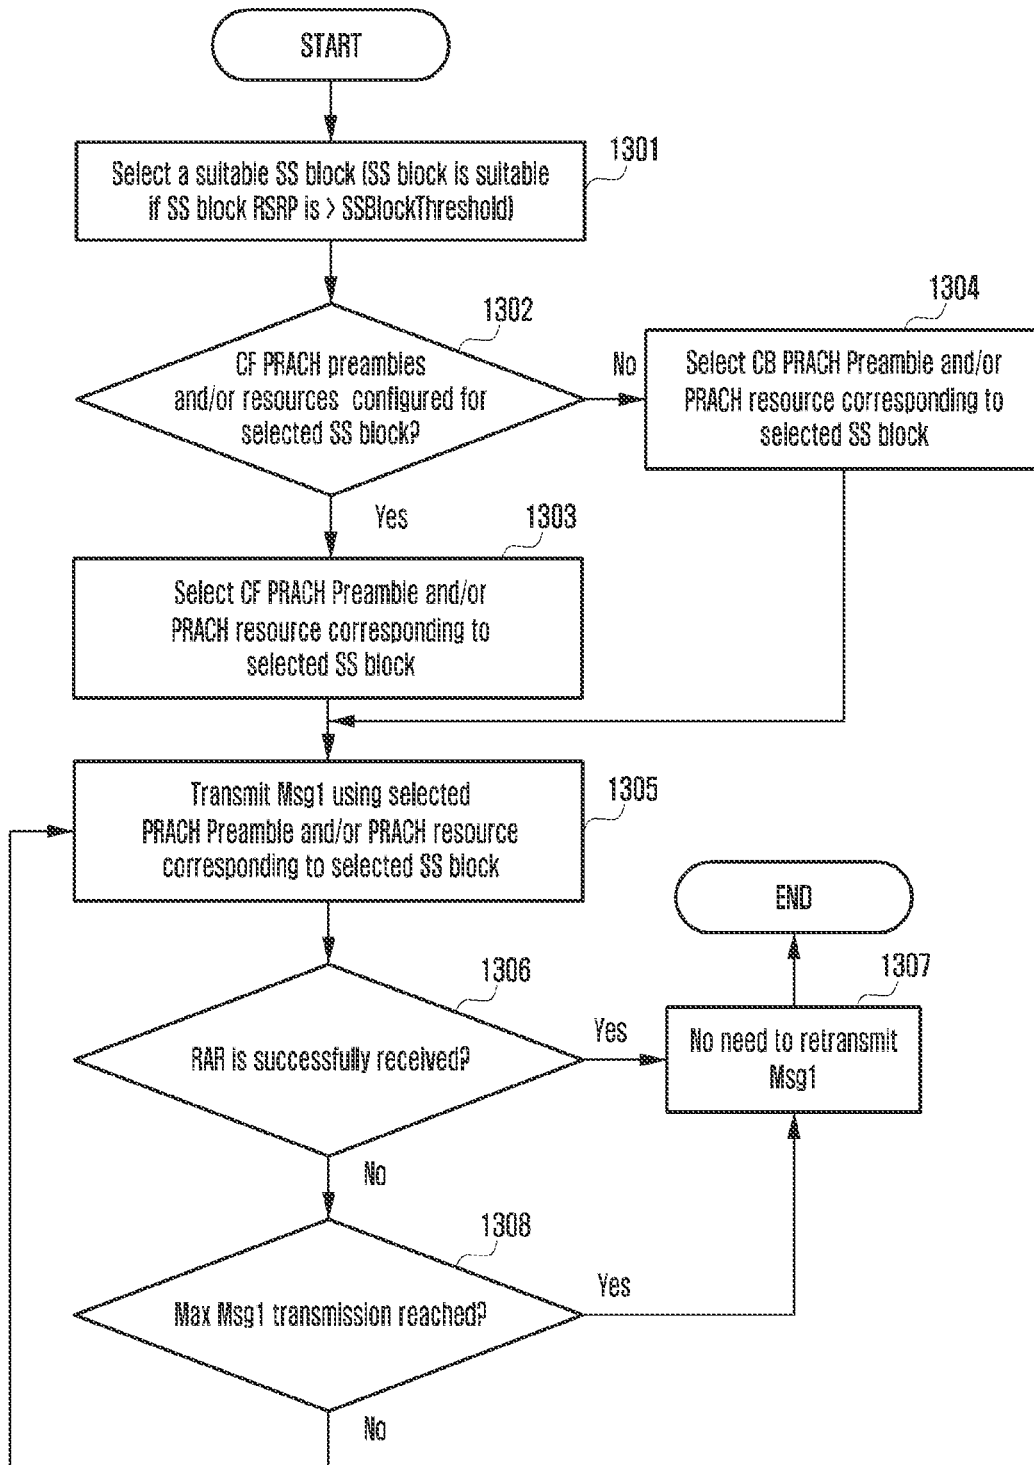 START
1301
Select a suitable SS block (SS block is suitable
if SS block RSRP is > SSBlockThreshold)
1302
CF PRACH preambles
and/or resources configured for
selected SS block?
No
1304
Select CB PRACH Preamble and/or
PRACH resource corresponding to
selected SS block
Yes
1303
Select CF PRACH Preamble and/or
PRACH resource corresponding to
selected SS block
1305
Transmit Msg1 using selected
PRACH Preamble and/or PRACH resource
corresponding to selected SS block
END
1306
RAR is successfully received?
Yes
1307
No need to retransmit
Msg1
No
1308
Max Msg1 transmission reached?
Yes
No